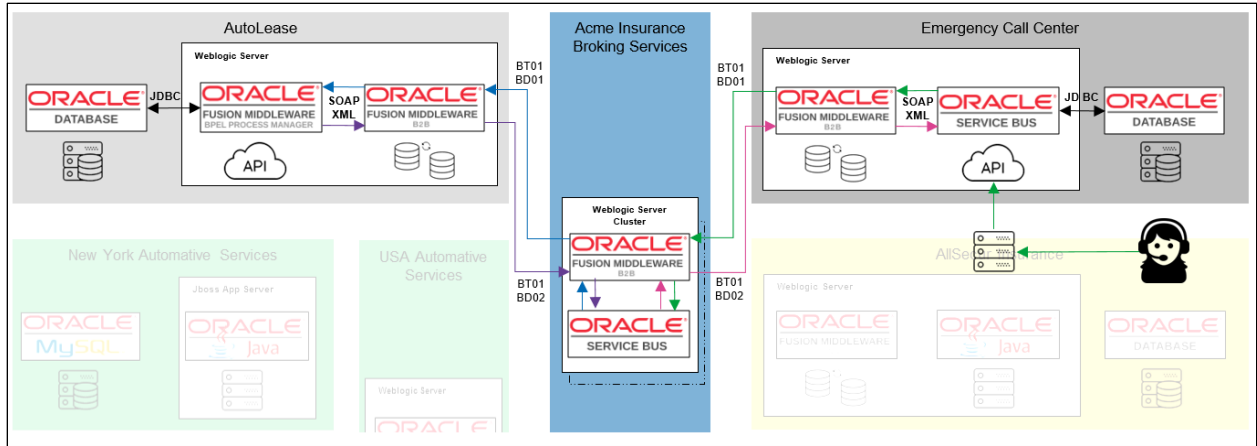 AutoLease
Weblogic Server
ORACLE
DATABASE
JDBC
ORACLE
FUSION MIDDLEWARE
BPEL PROCESS MANAGER
SOAP
XML
ORACLE
FUSION MIDDLEWARE
B2B
API
BT01
BD01
BT01
BD02
Acme Insurance
Broking Services
Weblogic Server
Cluster
ORACLE
FUSION MIDDLEWARE
B2B
ORACLE
SERVICE BUS
BT01
BD01
BT01
BD02
Emergency Call Center
Weblogic Server
ORACLE
FUSION MIDDLEWARE
B2B
SOAP
XML
ORACLE
SERVICE BUS
JD BC
ORACLE
DATABASE
API
New York Automative Services
Jboss App Server
ORACLE
MySQL
ORACLE
Java
USA Automative
Services
Weblogic Server
ORACLE
Weblogic Server
ORACLE
FUSION MIDDLEWARE
ORACLE
Java
ORACLE
DATABASE